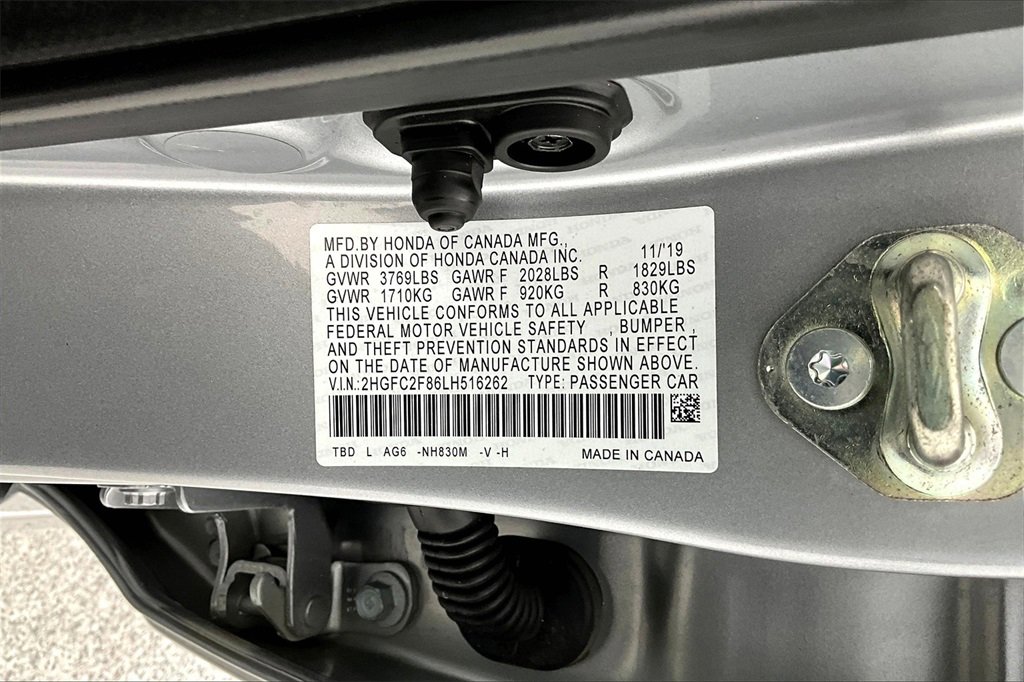 MFD.BY HONDA OF CANADA MFG.,
A DIVISION OF HONDA CANADA INC. 11/'19
GVWR 3769LBS GAWR F 2028LBS R 1829LBS
GVWR 1710KG GAWR F 920KG R 830KG
THIS VEHICLE CONFORMS TO ALL APPLICABLE
FEDERAL MOTOR VEHICLE SAFETY , BUMPER ,
AND THEFT PREVENTION STANDARDS IN EFFECT
ON THE DATE OF MANUFACTURE SHOWN ABOVE.
V.I.N.:2HGFC2F86LH516262 TYPE: PASSENGER CAR
TBD L AG6 -NH830M -V -H MADE IN CANADA